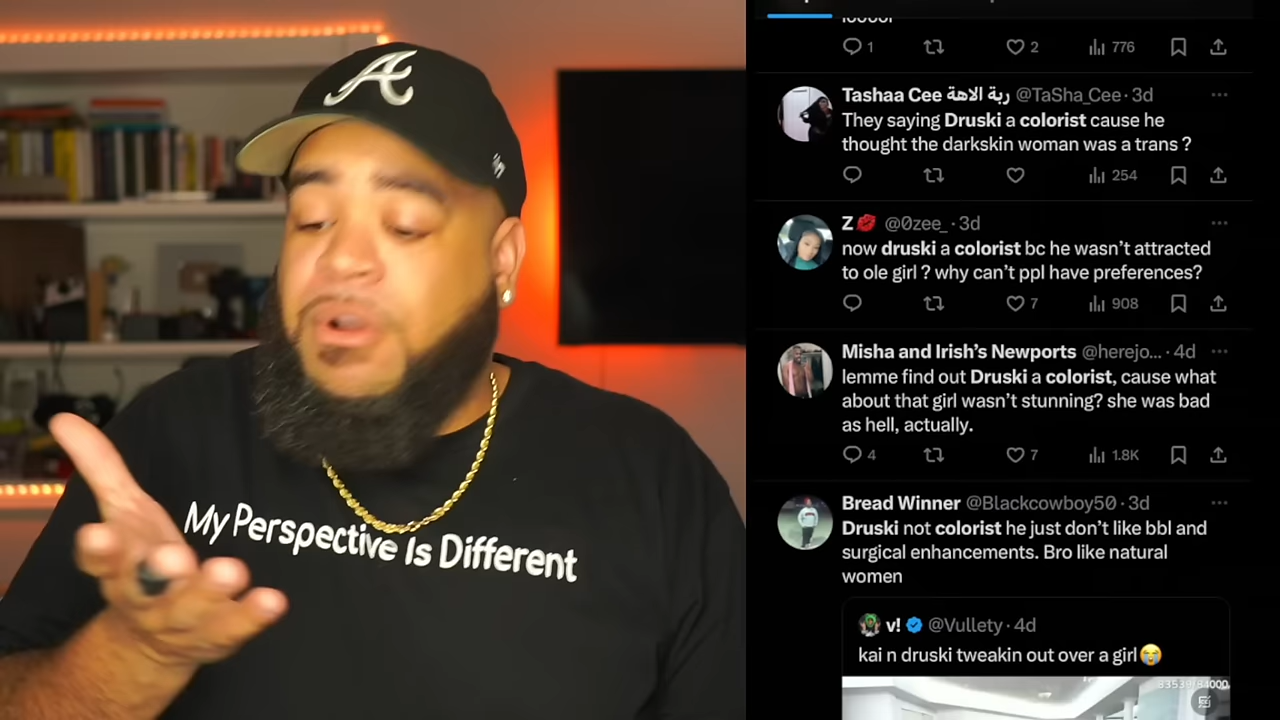 My Perspective Is Different
1 2 776
Tashaa Cee ربة الاهة @TaSha_Cee · 3d
They saying Druski a colorist cause he
thought the darkskin woman was a trans ?
254
Z💋 @0zee_ · 3d
now druski a colorist bc he wasn't attracted
to ole girl ? why can't ppl have preferences?
7 908
Misha and Irish's Newports @herejo... · 4d
lemme find out Druski a colorist, cause what
about that girl wasn't stunning? she was bad
as hell, actually.
4 7 1.8K
Bread Winner @Blackcowboy50 · 3d
Druski not colorist he just don't like bbl and
surgical enhancements. Bro like natural
women
v! @Vullety · 4d
kai n druski tweakin out over a girl😭